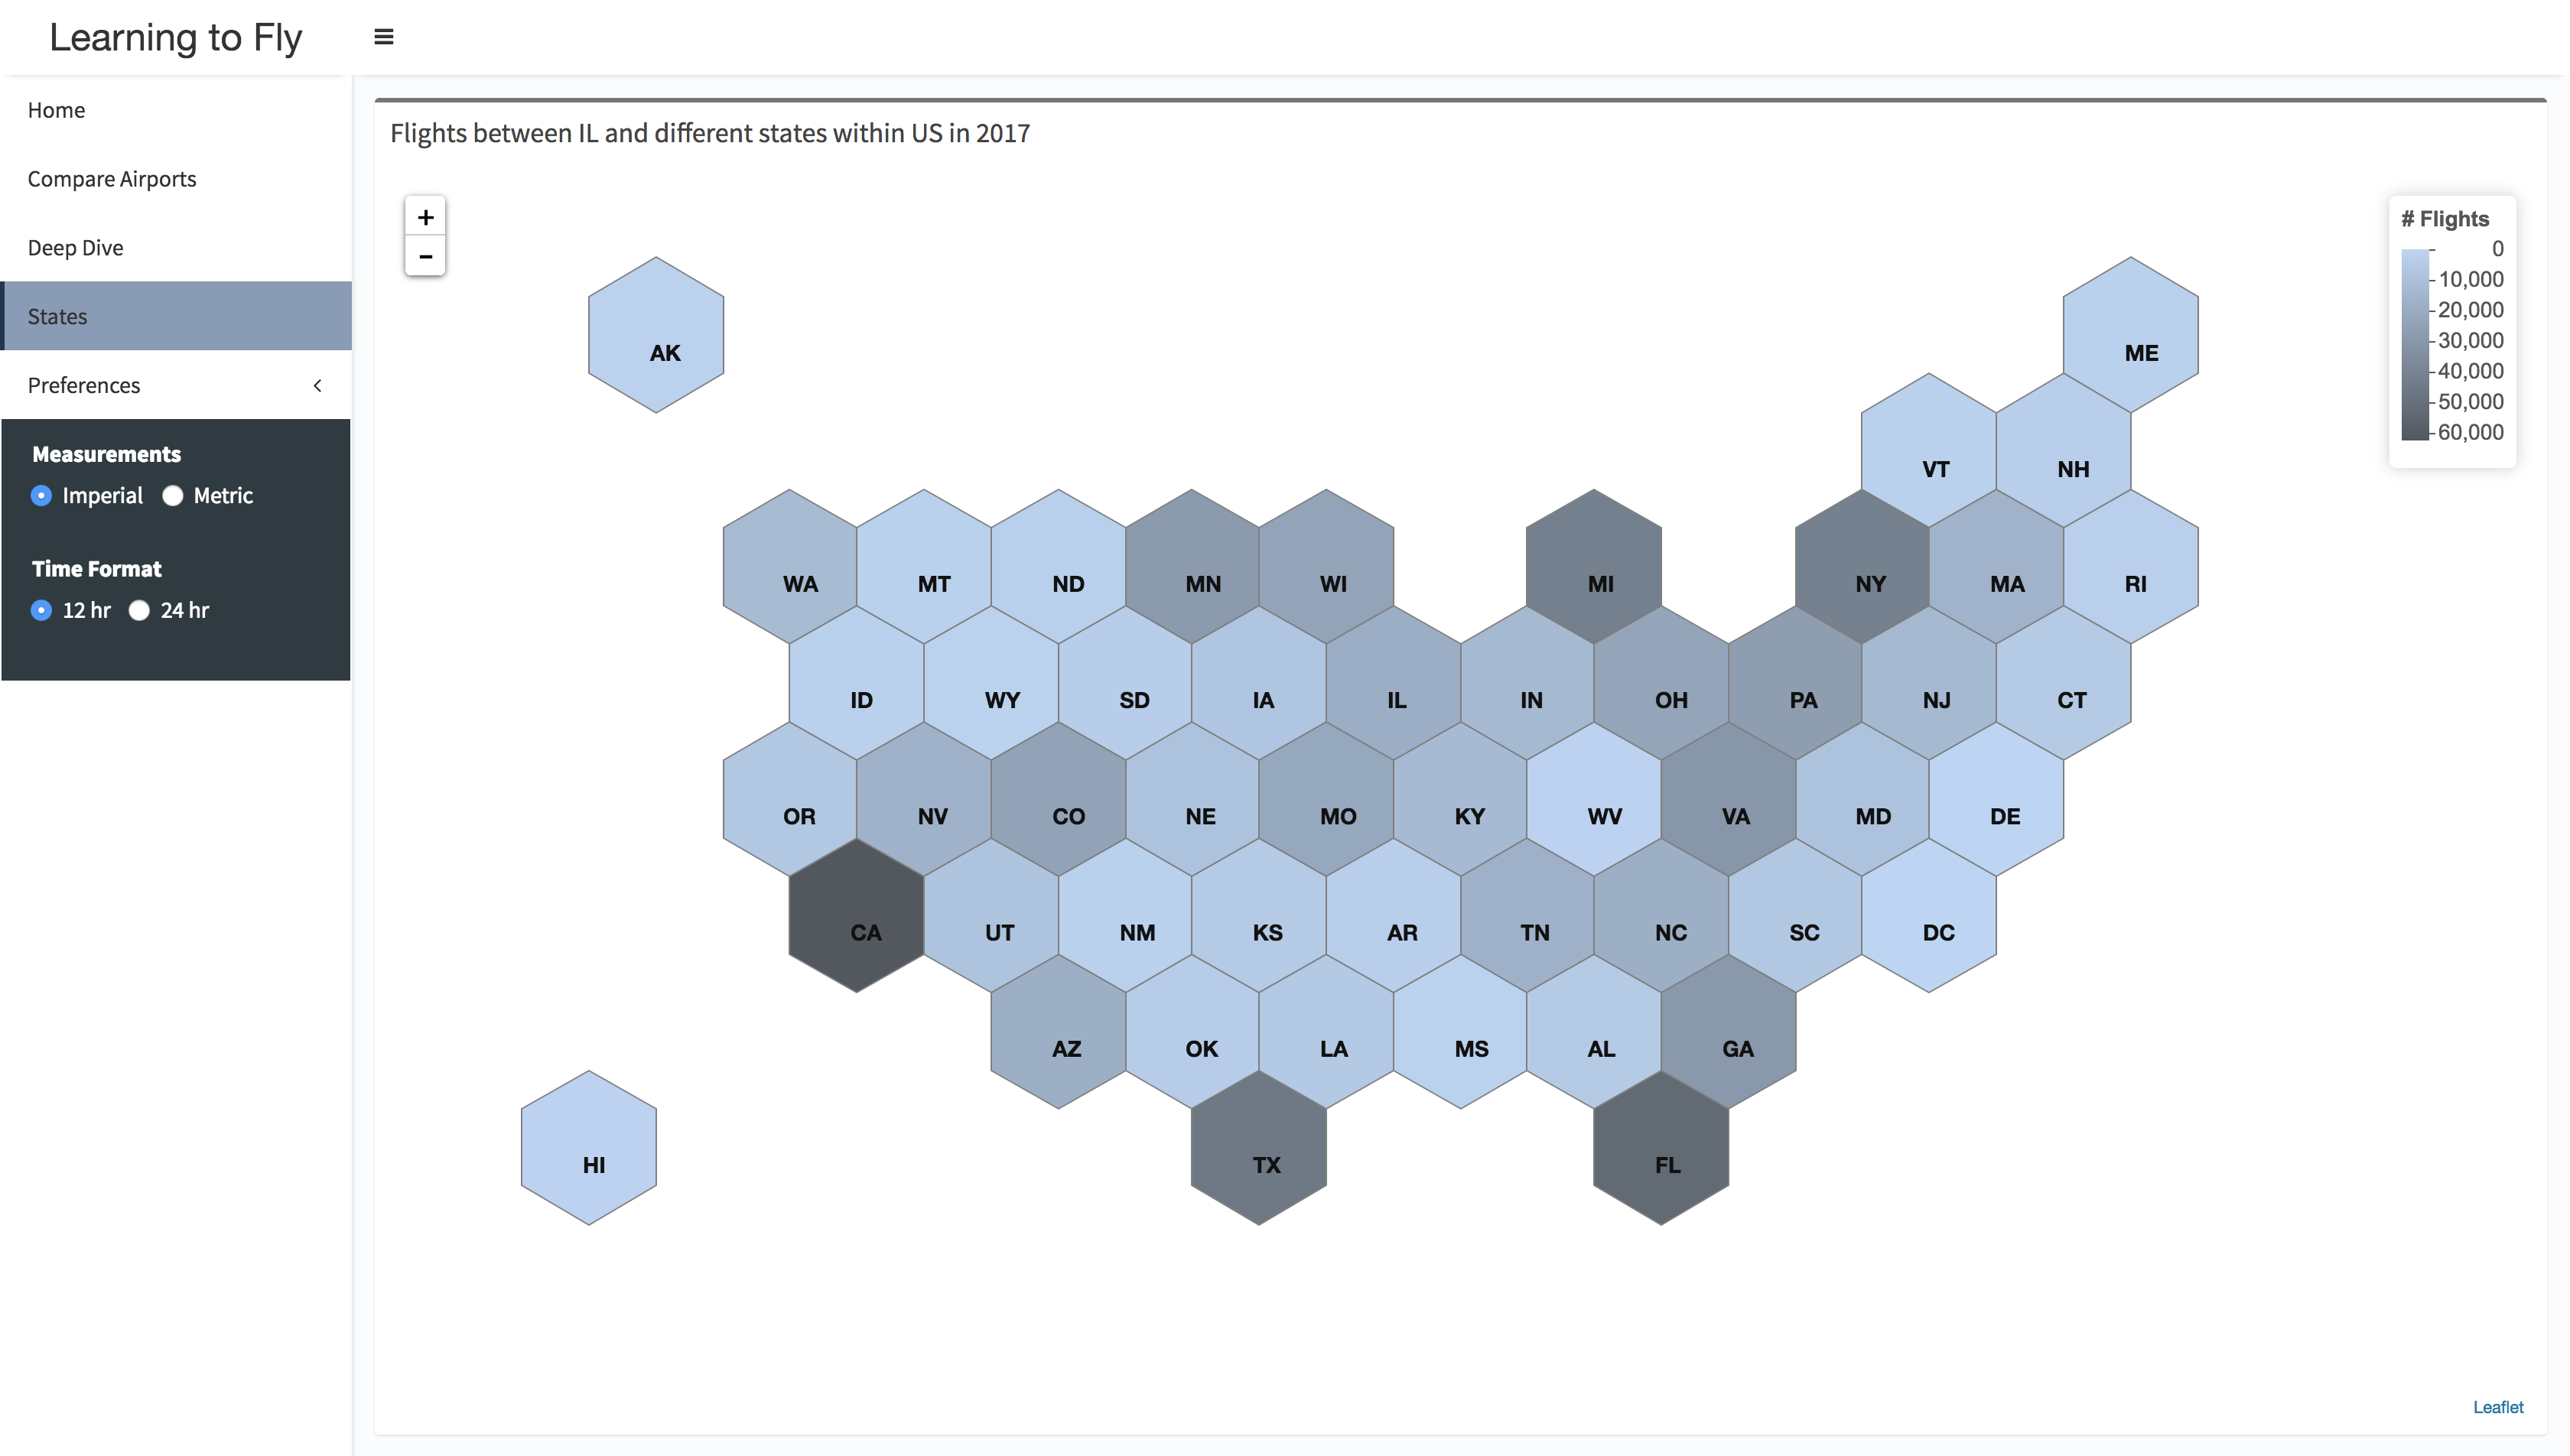 Learning to Fly
Home
Compare Airports
Deep Dive
States
Preferences
Measurements
Imperial Metric
Time Format
12 hr 24 hr
Flights between IL and different states within US in 2017
+
−
# Flights
0
10,000
20,000
30,000
40,000
50,000
60,000
AK ME
VT NH
WA MT ND MN WI MI NY MA RI
ID WY SD IA IL IN OH PA NJ CT
OR NV CO NE MO KY WV VA MD DE
CA UT NM KS AR TN NC SC DC
AZ OK LA MS AL GA
HI TX FL
Leaflet